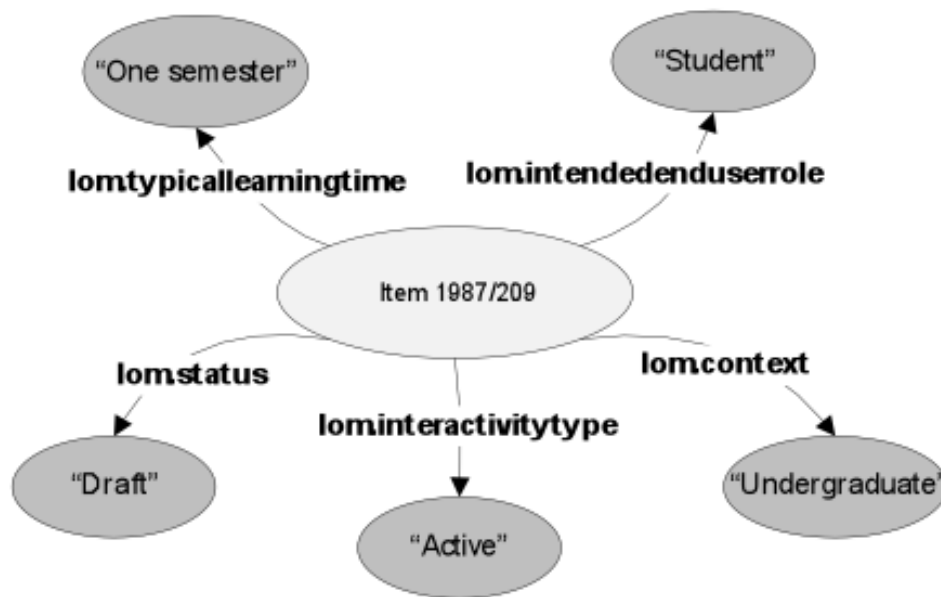 “One semester”
“Student”
lom.typicallearningtime
lom.intendedenduserrole
Item 1987/209
lom.status
lom.context
lom.interactivitytype
“Draft”
“Undergraduate”
“Active”